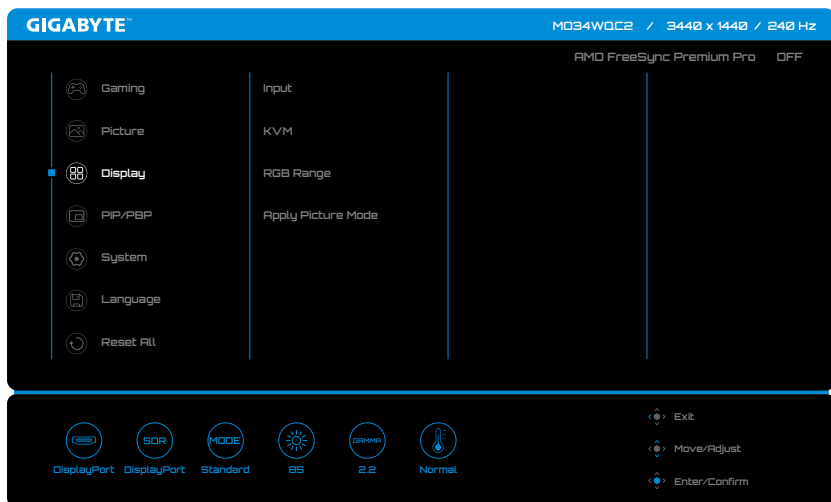 GIGABYTE™
MO34WQC2 / 3440 x 1440 / 240 Hz
AMD FreeSync Premium Pro OFF
Gaming
Input
Picture
KVM
Display
RGB Range
PIP/PBP
Apply Picture Mode
System
Language
Reset All
SDR
MODE
GAMMA
DisplayPort
DisplayPort
Standard
85
2.2
Normal
Exit
Move/Adjust
Enter/Confirm